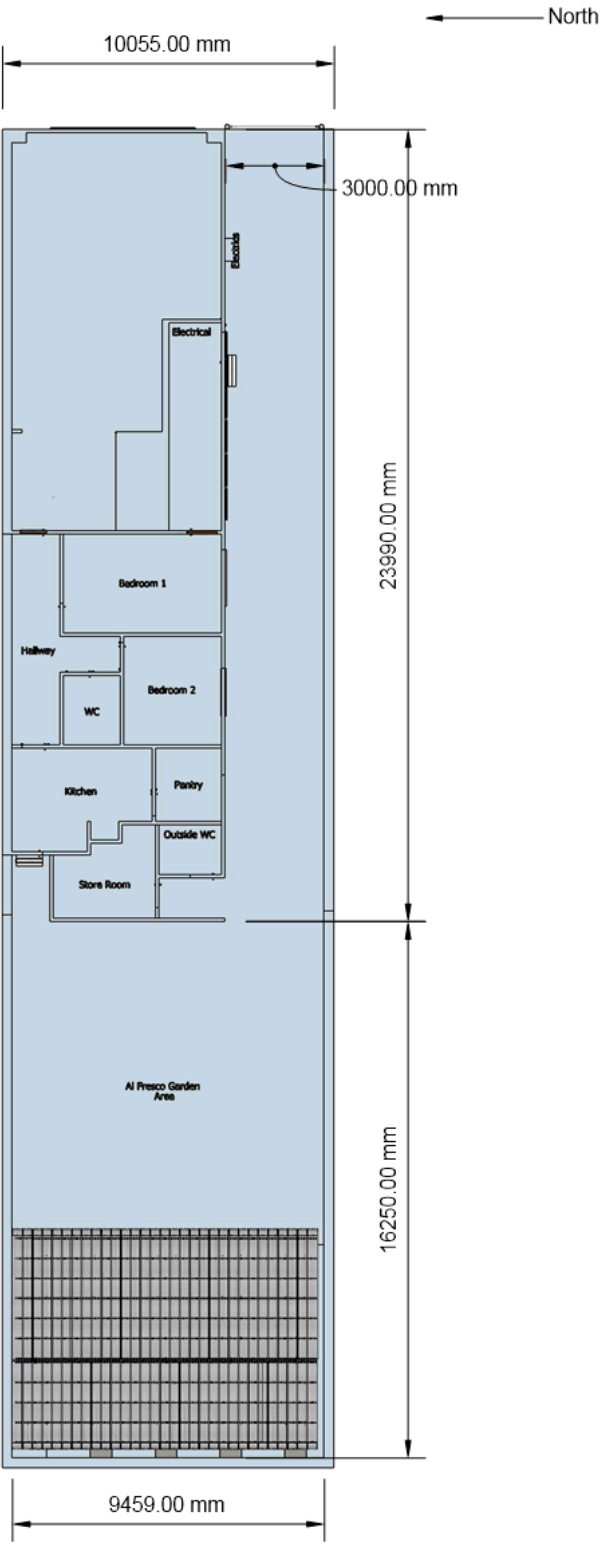 North
10055.00 mm
3000.00 mm
Electrics
Electrical
23990.00 mm
Bedroom 1
Hallway
Bedroom 2
WC
Kitchen
Pantry
Outside WC
Store Room
Al Fresco Garden
Area
16250.00 mm
9459.00 mm